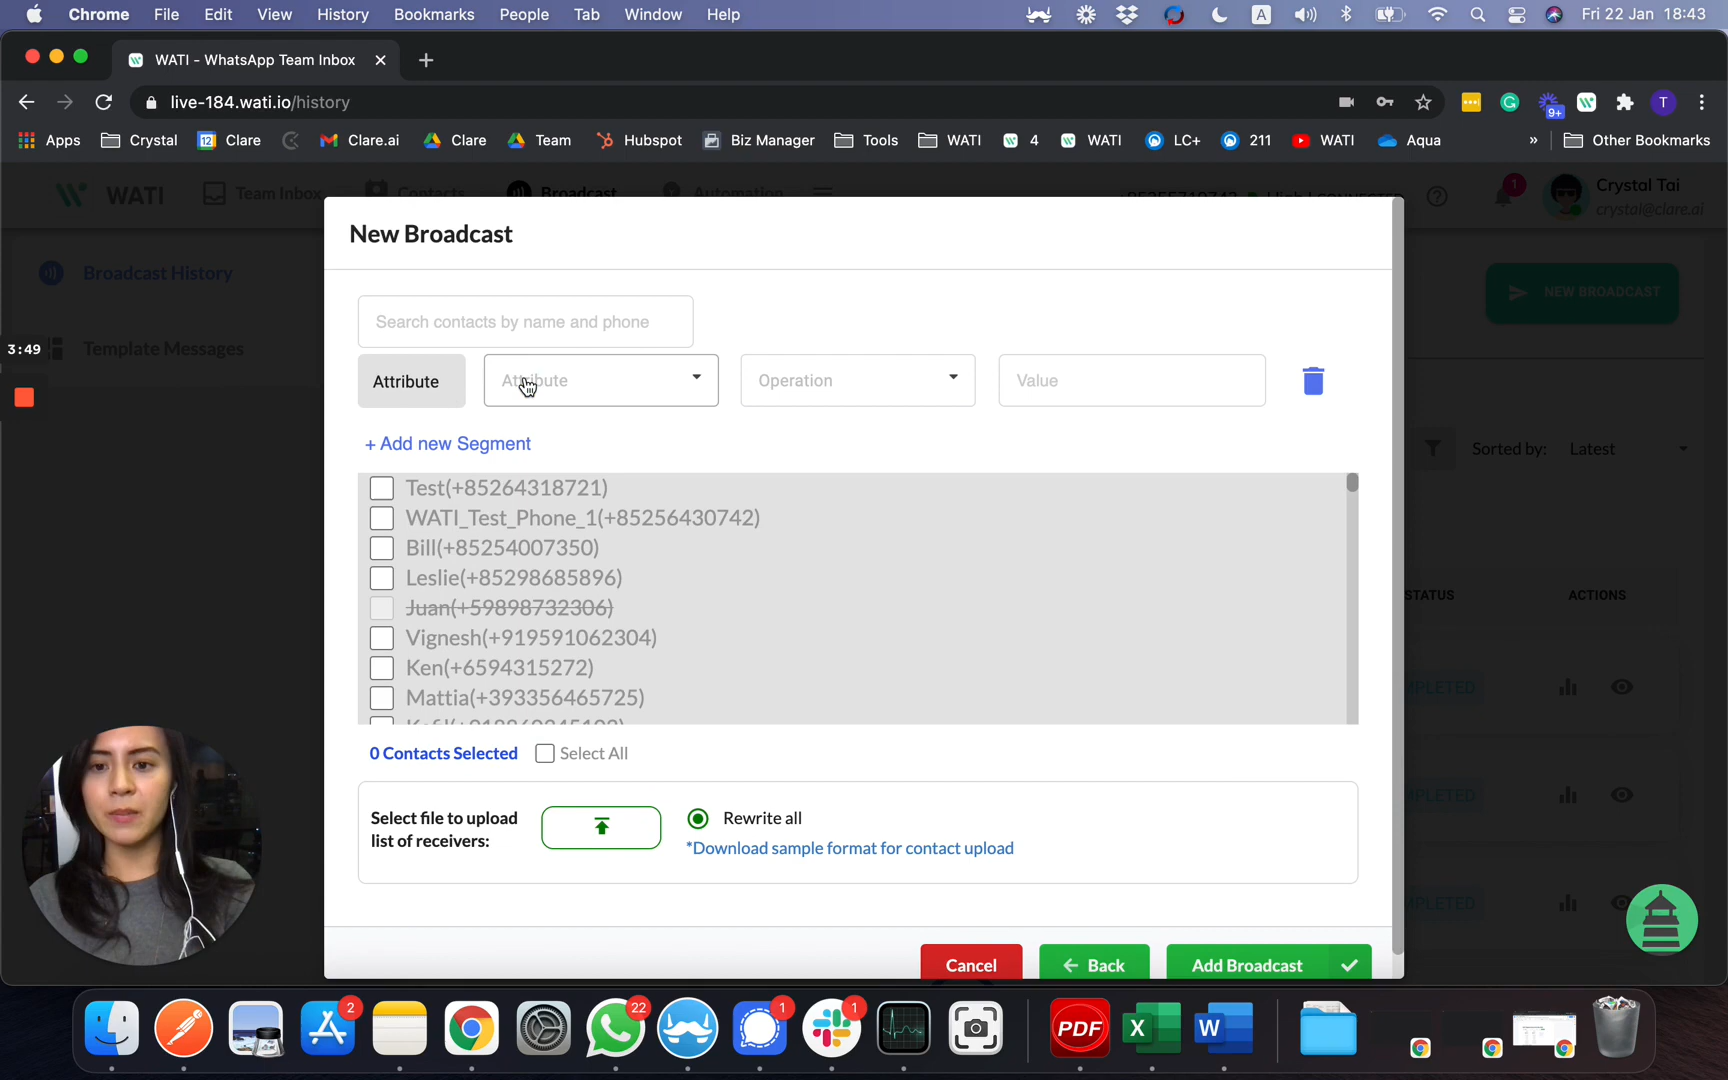 Chrome File Edit View History Bookmarks People Tab Window Help A Fri 22 Jan 18:43
WATI - WhatsApp Team Inbox
live-184.wati.io/history 9+ T
Apps Crystal 12 Clare Clare.ai Clare Team Hubspot Biz Manager Tools WATI 4 WATI LC+ 211 WATI Aqua » Other Bookmarks
WATI Team Inbox Contacts Broadcast Automation CONNECTED 1 Crystal Tai
crystal@clare.ai
New Broadcast
Broadcast History
NEW BROADCAST
Search contacts by name and phone
3:49
Template Messages
Attribute Attribute Operation Value
+ Add new Segment
Sorted by: Latest
Test(+85264318721)
WATI_Test_Phone_1(+85256430742)
Bill(+85254007350)
Leslie(+85298685896)
STATUS ACTIONS
Juan(+59898732306)
Vignesh(+919591062304)
Ken(+6594315272)
Mattia(+393356465725)
0 Contacts Selected Select All
Select file to upload list of receivers:
Rewrite all
*Download sample format for contact upload
Cancel Back Add Broadcast
2 22 1 1 PDF X W